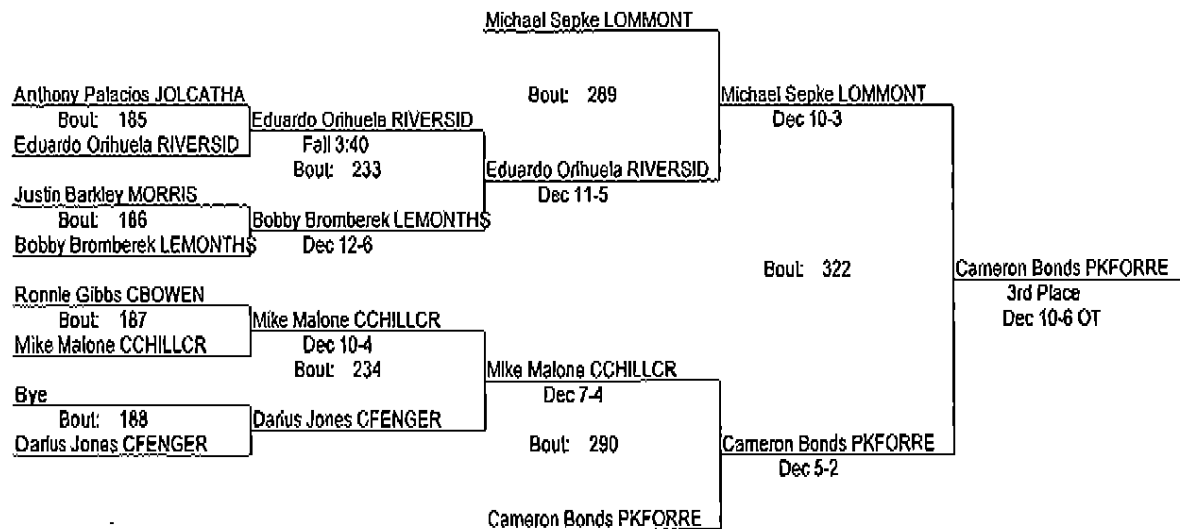 Michael Sepke LOMMONT
Anthony Palacios JOLCATHA
Bout: 289
Michael Sepke LOMMONT
Bout: 185
Eduardo Orihuela RIVERSID
Dec 10-3
Eduardo Orihuela RIVERSID
Fall 3:40
Bout: 233
Eduardo Orihuela RIVERSID
Justin Barkley MORRIS
Dec 11-5
Bout: 186
Bobby Bromberek LEMONTHS
Bobby Bromberek LEMONTHS
Dec 12-6
Bout: 322
Cameron Bonds PKFORRE
Ronnie Gibbs CBOWEN
3rd Place
Bout: 187
Mike Malone CCHILLCR
Dec 10-6 OT
Mike Malone CCHILLCR
Dec 10-4
Bout: 234
Mike Malone CCHILLCR
Bye
Dec 7-4
Bout: 188
Darius Jones CFENGER
Darius Jones CFENGER
Bout: 290
Cameron Bonds PKFORRE
Dec 5-2
Cameron Bonds PKFORRE